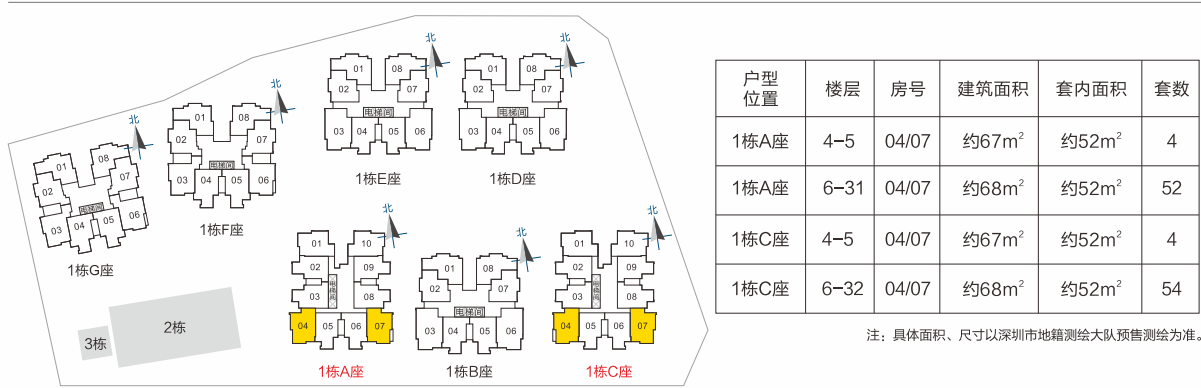 北
北
01
08
02
07
电梯间
03
04
05
06
1栋E座
01
08
02
07
电梯间
03
04
05
06
1栋D座
北
01
08
02
07
电梯间
03
04
05
06
1栋F座
北
01
08
02
07
电梯间
03
04
05
06
1栋G座
北
01
10
02
09
电梯间
03
08
04
05
06
07
1栋A座
北
01
08
02
07
电梯间
03
04
05
06
1栋B座
北
01
10
02
09
电梯间
03
08
04
05
06
07
1栋C座
2栋
3栋
户型位置 楼层 房号 建筑面积 套内面积 套数
1栋A座 4-5 04/07 约67m² 约52m² 4
1栋A座 6-31 04/07 约68m² 约52m² 52
1栋C座 4-5 04/07 约67m² 约52m² 4
1栋C座 6-32 04/07 约68m² 约52m² 54
注：具体面积、尺寸以深圳市地籍测绘大队预售测绘为准。